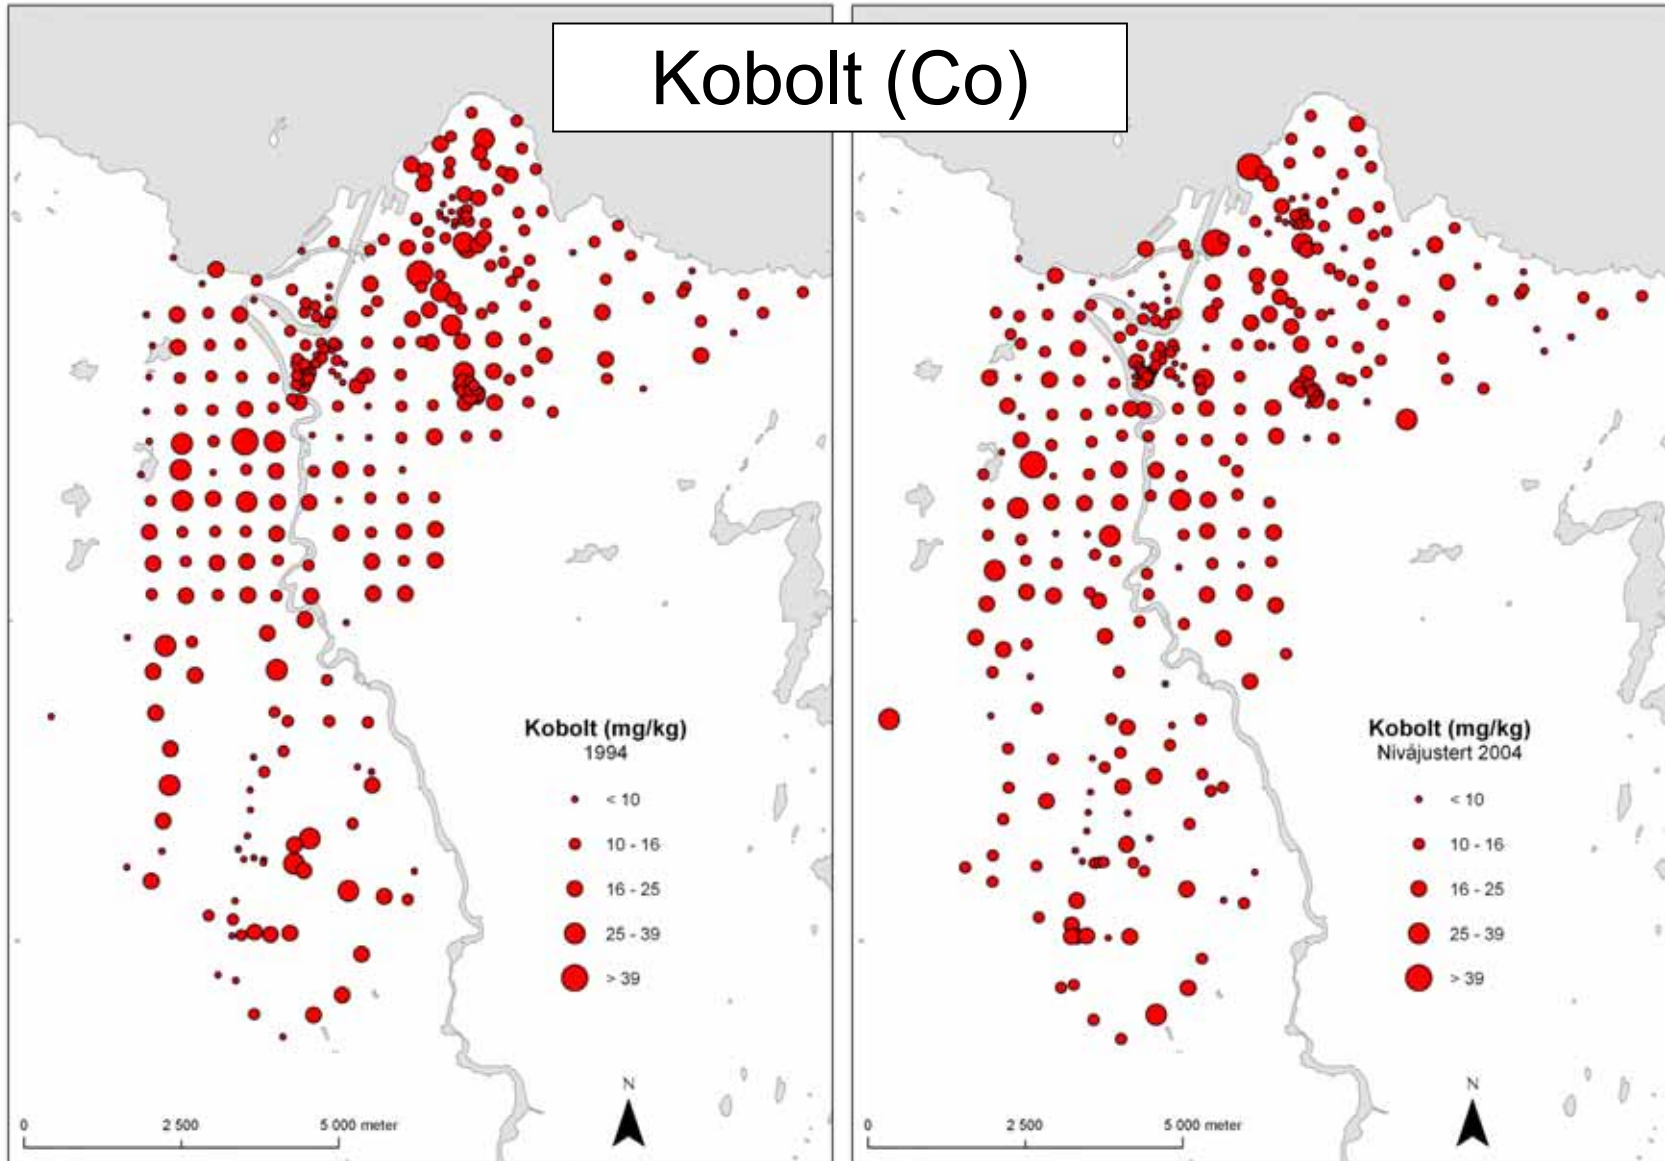 Kobolt (Co)
Kobolt (mg/kg)
1994
< 10
10 - 16
16 - 25
25 - 39
> 39
N
0 2 500 5 000 meter
Kobolt (mg/kg)
Nivåjustert 2004
< 10
10 - 16
16 - 25
25 - 39
> 39
N
0 2 500 5 000 meter